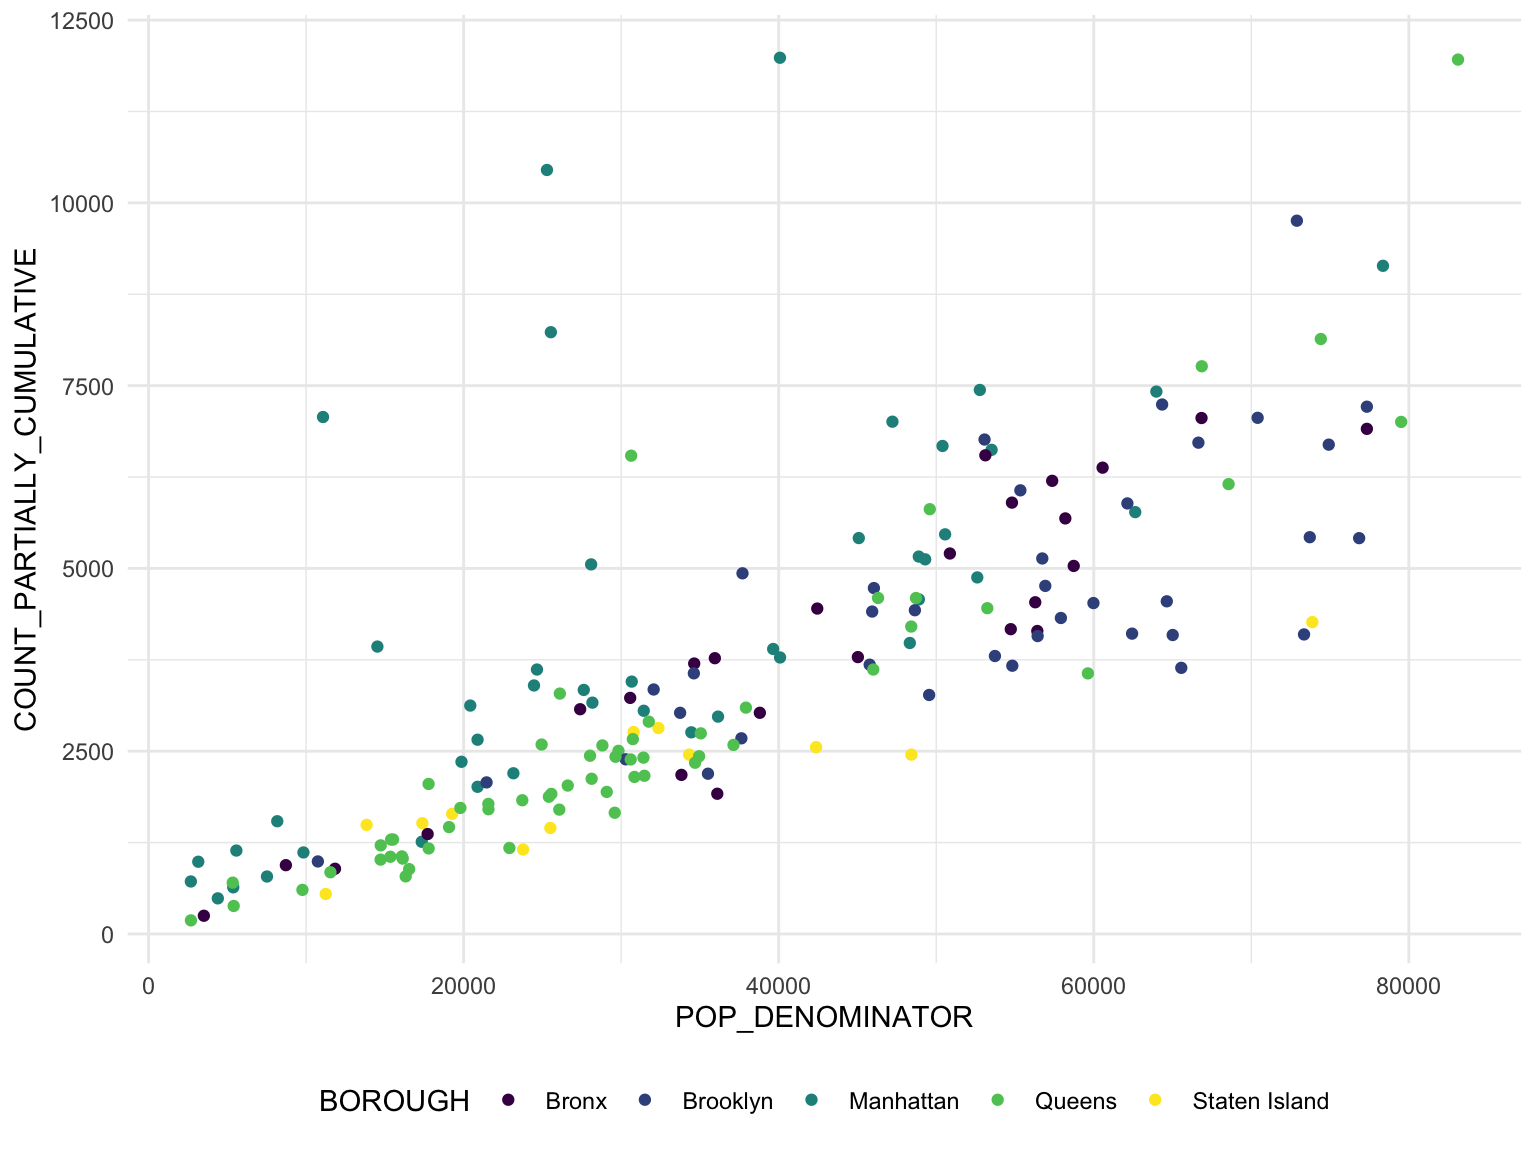 12500
10000
7500
5000
2500
0
COUNT_PARTIALLY_CUMULATIVE
0 20000 40000 60000 80000
POP_DENOMINATOR
BOROUGH Bronx Brooklyn Manhattan Queens Staten Island